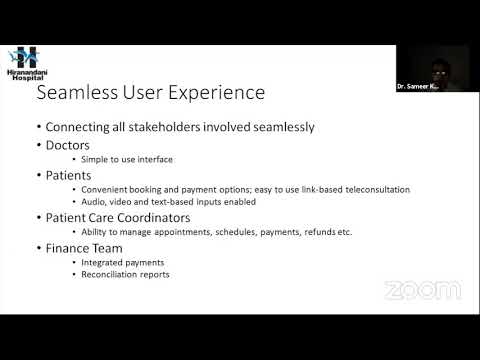 Hiranandani
Hospital
Dr. Sameer K...
Seamless User Experience
• Connecting all stakeholders involved seamlessly
• Doctors
• Simple to use interface
• Patients
• Convenient booking and payment options; easy to use link-based teleconsultation
• Audio, video and text-based inputs enabled
• Patient Care Coordinators
• Ability to manage appointments, schedules, payments, refunds etc.
• Finance Team
• Integrated payments
• Reconciliation reports
zoom